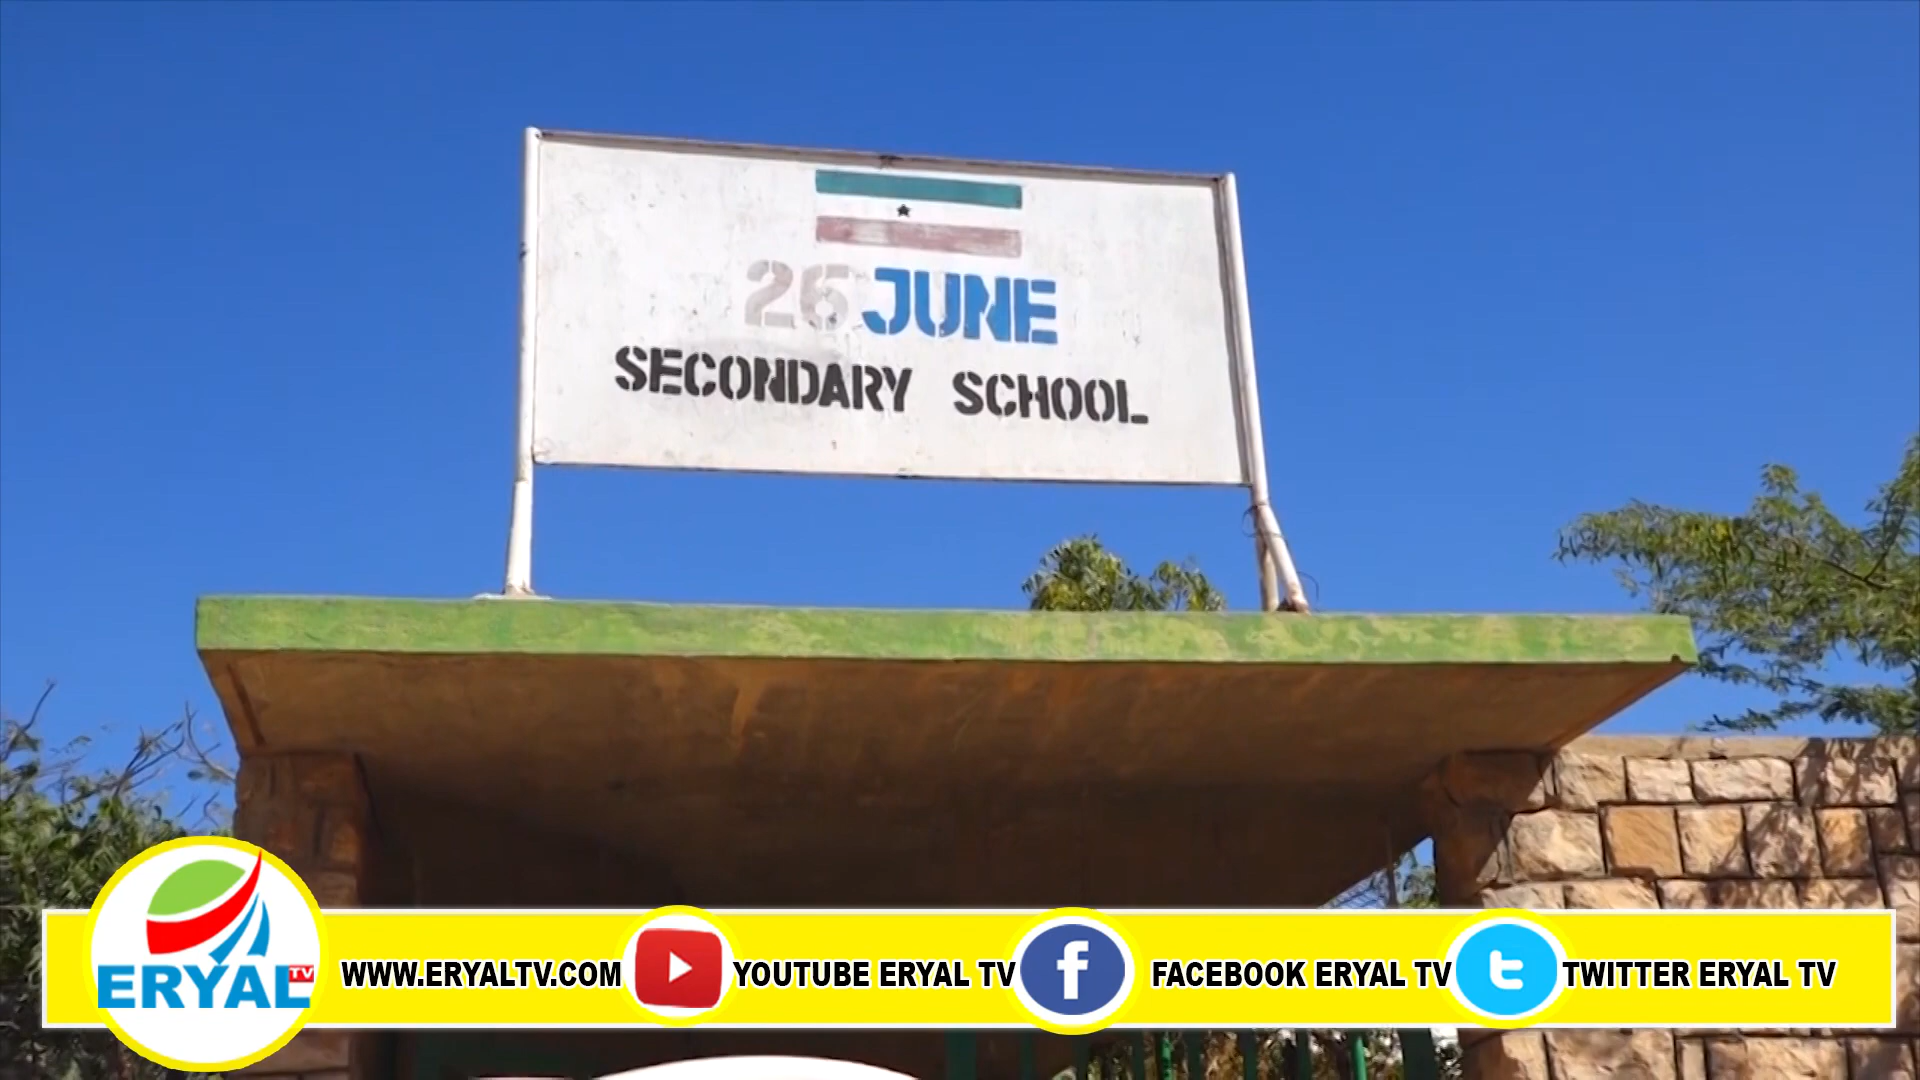 26 JUNE
SECONDARY SCHOOL
ERYAL TV
WWW.ERYALTV.COM
YOUTUBE ERYAL TV
FACEBOOK ERYAL TV
TWITTER ERYAL TV